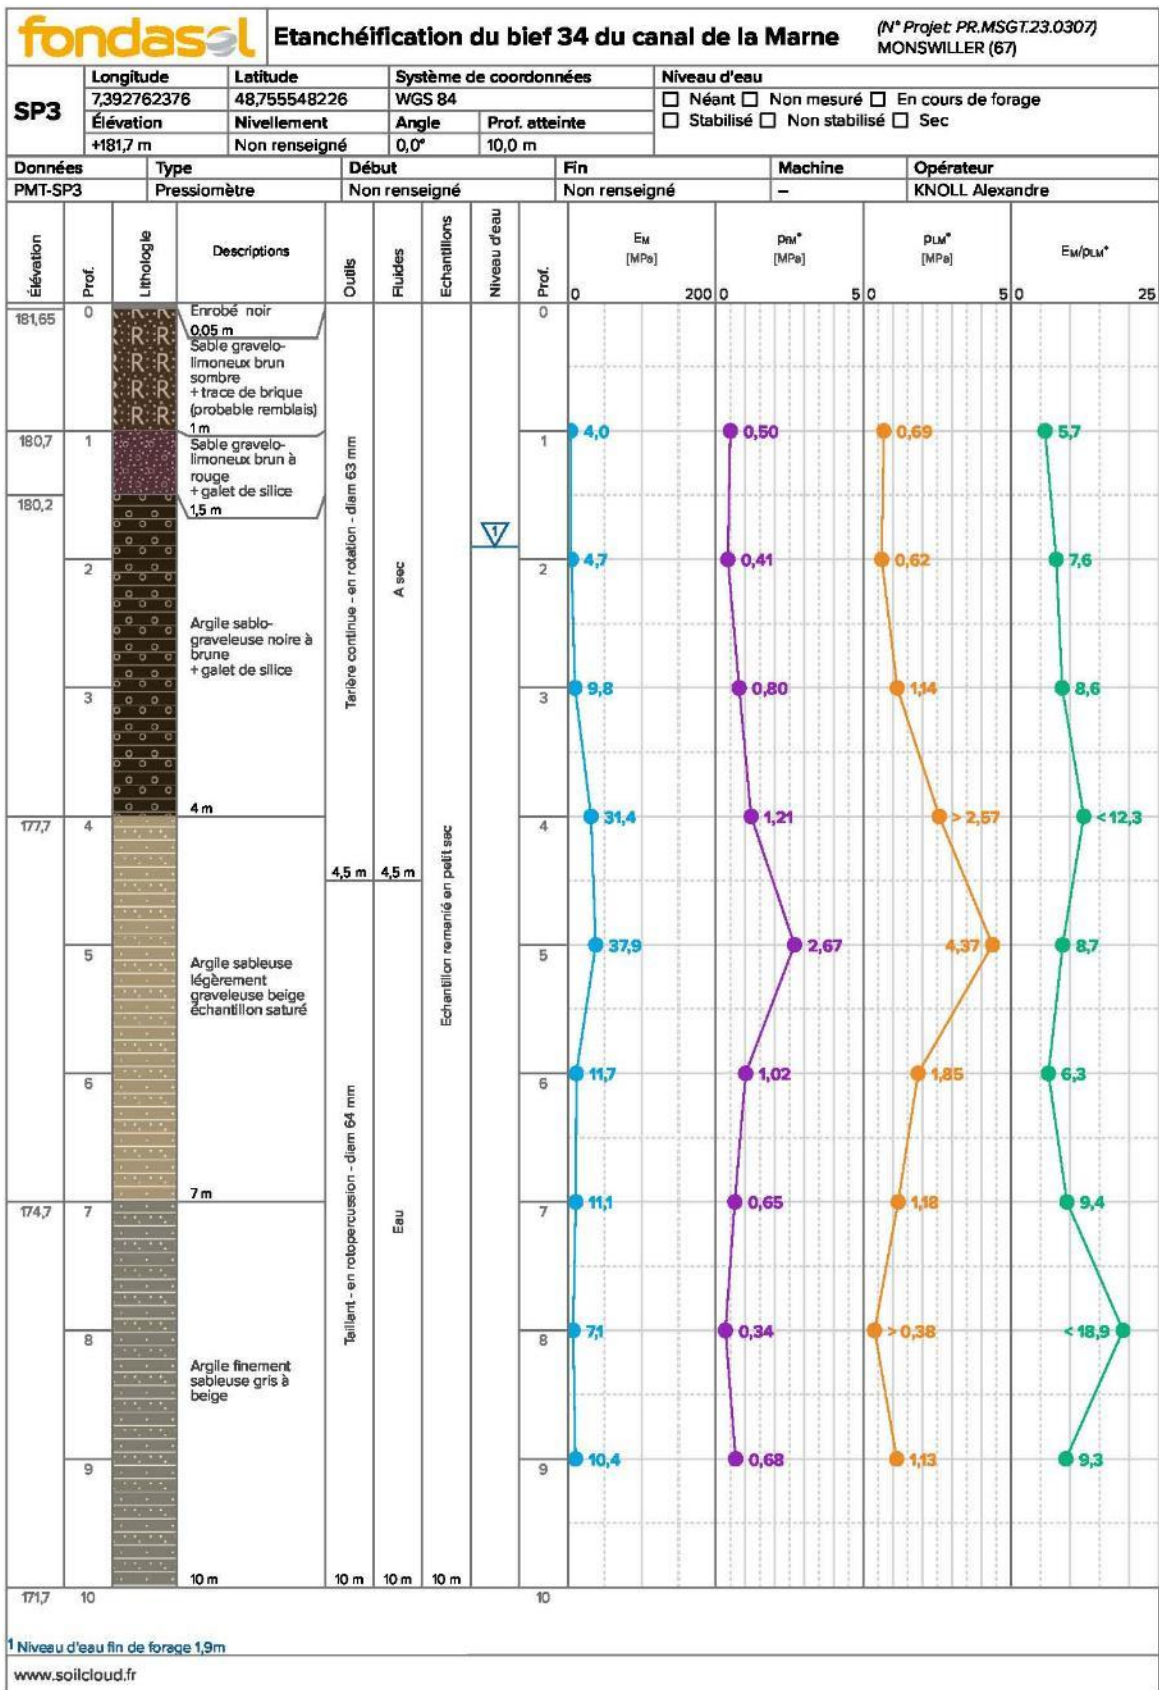 fondasol
Etanchéification du bief 34 du canal de la Marne
(N° Projet: PR.MSGT.23.0307)
MONSWILLER (67)
SP3
Longitude
Latitude
Système de coordonnées
Niveau d'eau
7,392762376
48,755548226
WGS 84
Néant
Non mesuré
En cours de forage
Élévation
Nivellement
Angle
Prof. atteinte
Stabilisé
Non stabilisé
Sec
+181,7 m
Non renseigné
0,0°
10,0 m
Données
Type
Début
Fin
Machine
Opérateur
PMT-SP3
Pressiomètre
Non renseigné
Non renseigné
–
KNOLL Alexandre
Élévation
Prof.
Lithologie
Descriptions
Outils
Fluides
Echantillons
Niveau d'eau
Prof.
EM
[MPa]
pfM*
[MPa]
pLM*
[MPa]
EM/pLM*
0 200
0 5
0 5
0 25
181,65
0
Enrobé noir
0,05 m
0
R R
R R
R R
R R
Sable gravelo-
limoneux brun
sombre
+ trace de brique
(probable remblais)
1 m
180,7
1
Sable gravelo-
limoneux brun à
rouge
+ galet de silice
1,5 m
180,2
1
4,0
0,50
0,69
5,7
1
2
2
4,7
0,41
0,62
7,6
Argile sablo-
graveleuse noire à
brune
+ galet de silice
Tarière continue - en rotation - diam 63 mm
A sec
3
3
9,8
0,80
1,14
8,6
4 m
177,7
4
4
31,4
1,21
> 2,57
< 12,3
4,5 m
4,5 m
Echantillon remanié en petit sac
5
5
37,9
2,67
4,37
8,7
Argile sableuse
légèrement
graveleuse beige
échantillon saturé
6
6
11,7
1,02
1,85
6,3
Taillant - en rotopercussion - diam 64 mm
Eau
7 m
174,7
7
7
11,1
0,65
1,18
9,4
8
8
7,1
0,34
> 0,38
< 18,9
Argile finement
sableuse gris à
beige
9
9
10,4
0,68
1,13
9,3
10 m
10 m
10 m
10 m
171,7
10
10
1 Niveau d'eau fin de forage 1,9m
www.soilcloud.fr